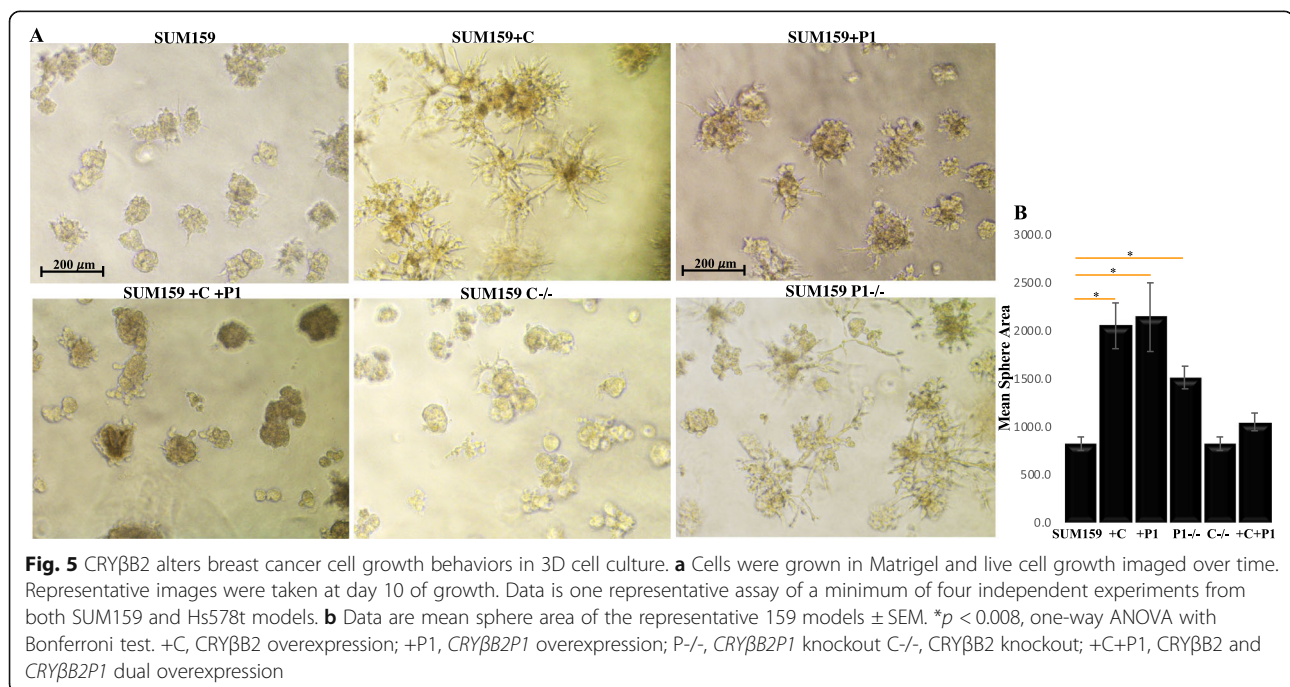 A
SUM159
SUM159+C
SUM159+P1
200 µm
200 µm
SUM159 +C +P1
SUM159 C-/-
SUM159 P1-/-
B
3000.0
2500.0
2000.0
1500.0
1000.0
500.0
0.0
Mean Sphere Area
*
*
*
SUM159 +C +P1 P1-/- C-/- +C+P1
Fig. 5 CRYβB2 alters breast cancer cell growth behaviors in 3D cell culture. a Cells were grown in Matrigel and live cell growth imaged over time.
Representative images were taken at day 10 of growth. Data is one representative assay of a minimum of four independent experiments from
both SUM159 and Hs578t models. b Data are mean sphere area of the representative 159 models ± SEM. *p < 0.008, one-way ANOVA with
Bonferroni test. +C, CRYβB2 overexpression; +P1, CRYβB2P1 overexpression; P-/-, CRYβB2P1 knockout C-/-, CRYβB2 knockout; +C+P1, CRYβB2 and
CRYβB2P1 dual overexpression